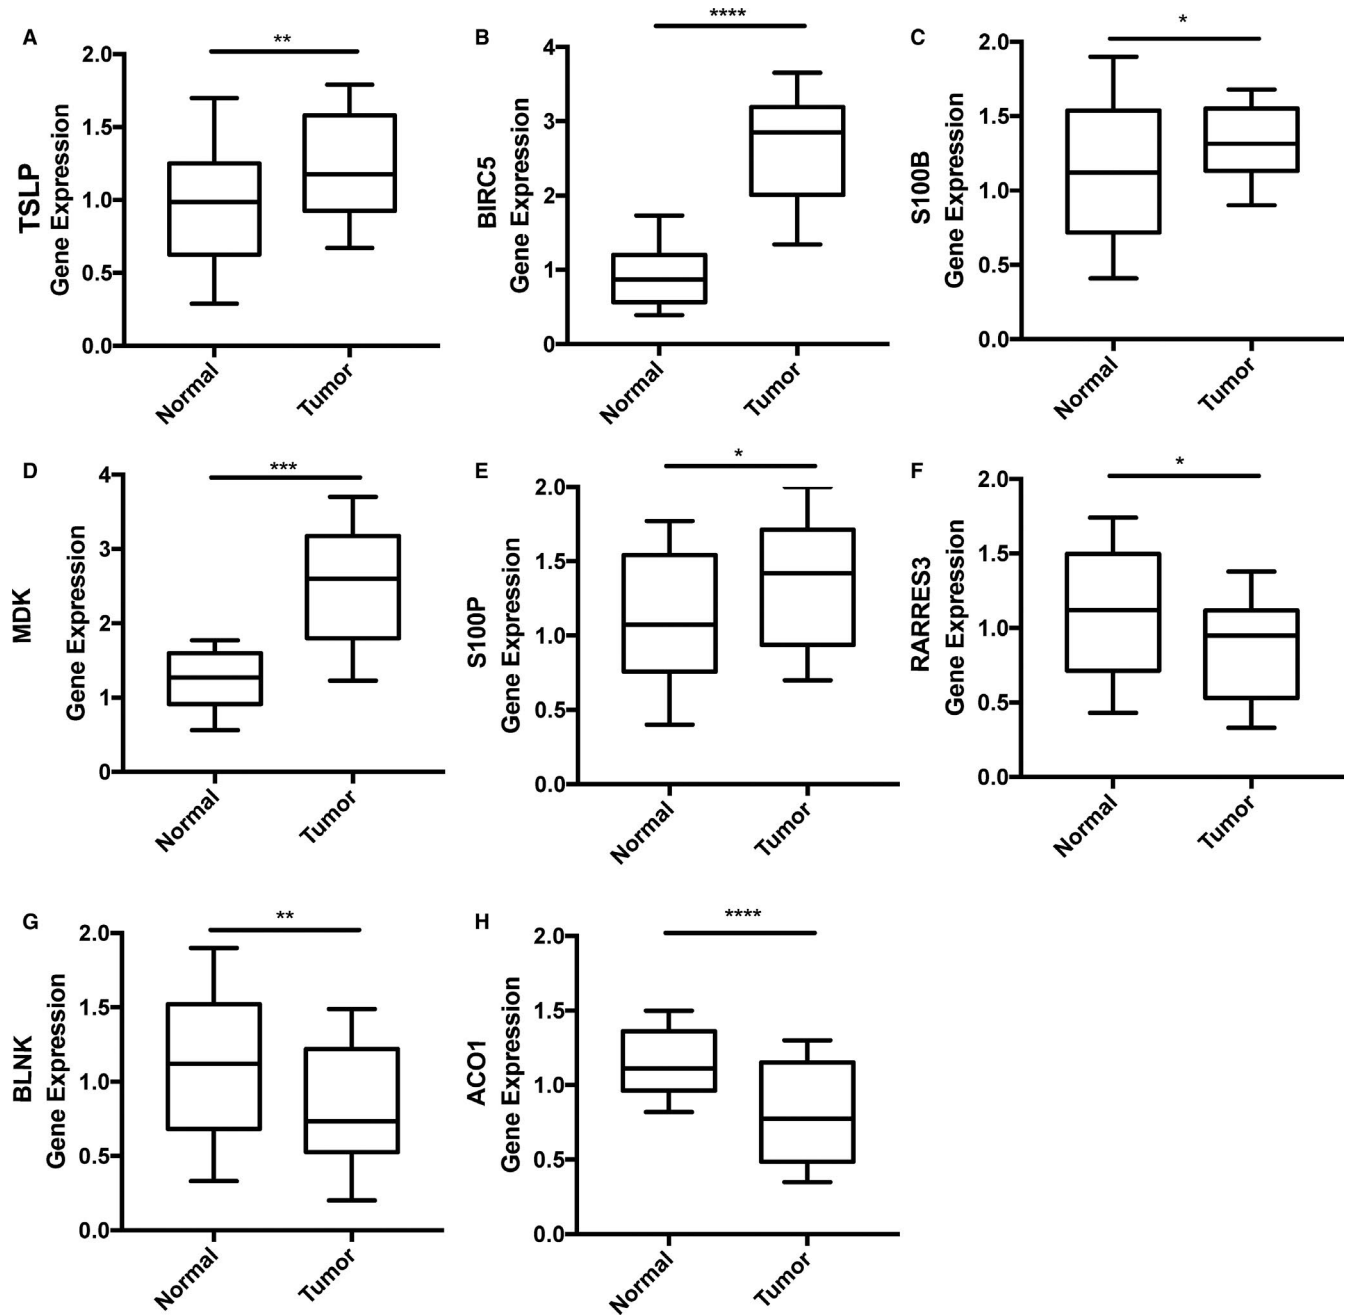 A
**
TSLP
Gene Expression
2.0
1.5
1.0
0.5
0.0
Normal
Tumor
B
****
BIRC5
Gene Expression
4
3
2
1
0
Normal
Tumor
C
*
S100B
Gene Expression
2.0
1.5
1.0
0.5
0.0
Normal
Tumor
D
***
MDK
Gene Expression
4
3
2
1
0
Normal
Tumor
E
*
S100P
Gene Expression
2.0
1.5
1.0
0.5
0.0
Normal
Tumor
F
*
RARRES3
Gene Expression
2.0
1.5
1.0
0.5
0.0
Normal
Tumor
G
**
BLNK
Gene Expression
2.0
1.5
1.0
0.5
0.0
Normal
Tumor
H
****
ACO1
Gene Expression
2.0
1.5
1.0
0.5
0.0
Normal
Tumor